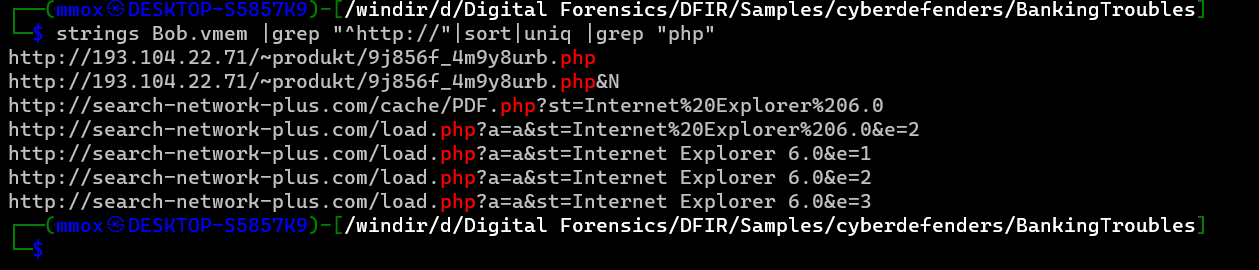 ┌──(mmox㉿DESKTOP-S5857K9)-[/windir/d/Digital Forensics/DFIR/Samples/cyberdefenders/BankingTroubles]
└─$ strings Bob.vmem |grep "^http://"|sort|uniq |grep "php"
http://193.104.22.71/~produkt/9j856f_4m9y8urb.php
http://193.104.22.71/~produkt/9j856f_4m9y8urb.php&N
http://search-network-plus.com/cache/PDF.php?st=Internet%20Explorer%206.0
http://search-network-plus.com/load.php?a=a&st=Internet%20Explorer%206.0&e=2
http://search-network-plus.com/load.php?a=a&st=Internet Explorer 6.0&e=1
http://search-network-plus.com/load.php?a=a&st=Internet Explorer 6.0&e=2
http://search-network-plus.com/load.php?a=a&st=Internet Explorer 6.0&e=3
┌──(mmox㉿DESKTOP-S5857K9)-[/windir/d/Digital Forensics/DFIR/Samples/cyberdefenders/BankingTroubles]
└─$